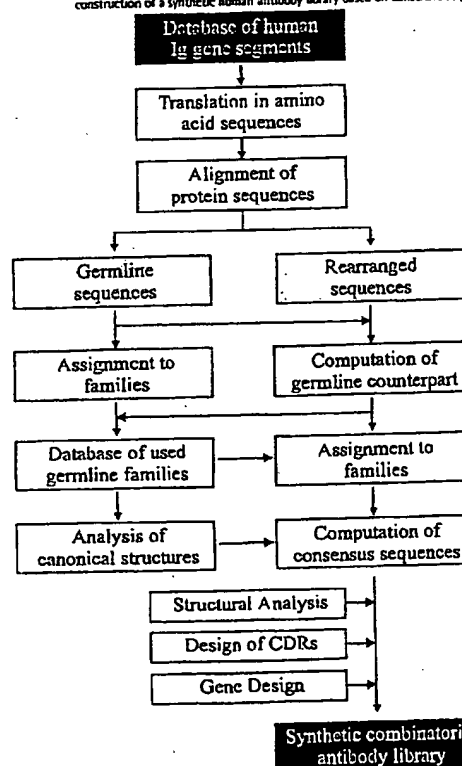 construction of a synthetic human antibody library based on
Database of human
Ig gene segments
Translation in amino
acid sequences
Alignment of
protein sequences
Germline
sequences
Rearranged
sequences
Assignment to
families
Computation of
germline counterpart
Database of used
germline families
Assignment to
families
Analysis of
canonical structures
Computation of
consensus sequences
Structural Analysis
Design of CDRs
Gene Design
Synthetic combinatori
antibody library